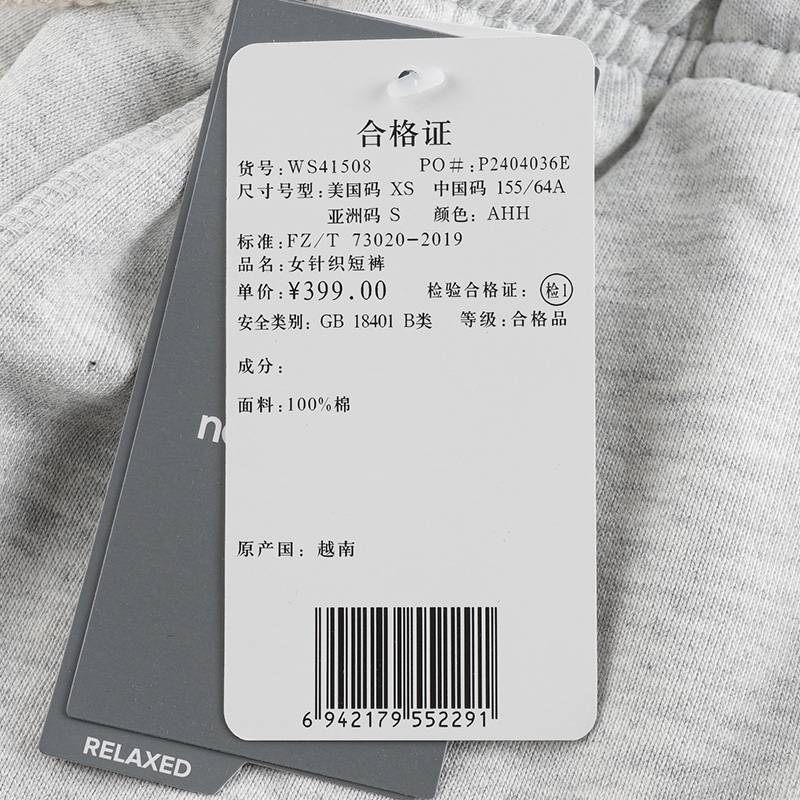 合格证
货号:WS41508 PO#:P2404036E
尺寸号型:美国码 XS 中国码 155/64A
亚洲码 S 颜色: AHH
标准:FZ/T 73020-2019
品名:女针织短裤
单价:¥399.00 检验合格证: 检1
安全类别: GB 18401 B类 等级:合格品
成分:
面料:100%棉
原产国: 越南
6 942179 552291
RELAXED